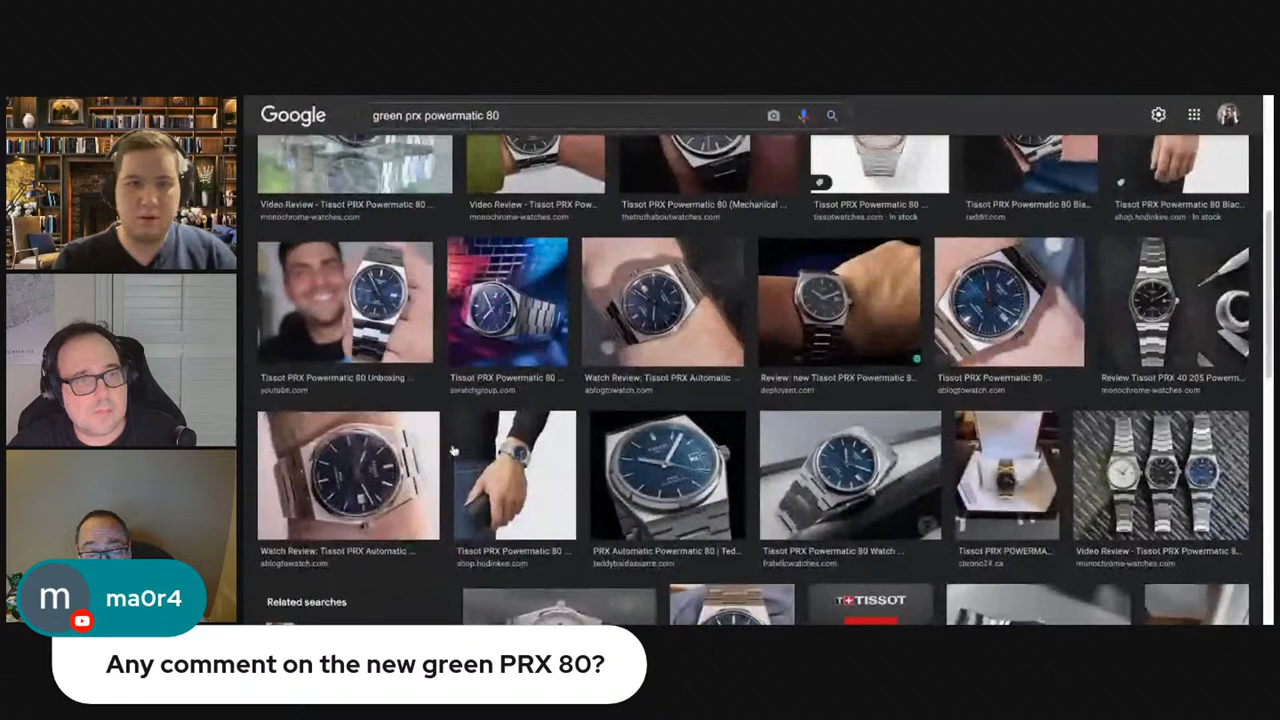 Google
green prx powermatic 80
Video Review - Tissot PRX Powermatic 80 ...
monochrome-watches.com
Video Review - Tissot PRX Pow...
monochrome-watches.com
Tissot PRX Powermatic 80 (Mechanical ...
thetruthaboutwatches.com
Tissot PRX Powermatic 80 ...
tissotwatches.com · In stock
Tissot PRX Powermatic 80 Bla...
reddit.com
Tissot PRX Powermatic 80 Blac...
shop.hodinkee.com · In stock
Tissot PRX Powermatic 80 Unboxing ...
youtube.com
Tissot PRX Powermatic 80 ...
swatchgroup.com
Watch Review: Tissot PRX Automatic ...
ablogtowatch.com
Review: new Tissot PRX Powermatic 8...
deployant.com
Tissot PRX Powermatic 80 ...
ablogtowatch.com
Review Tissot PRX 40 205 Powerm...
monochrome-watches.com
Watch Review: Tissot PRX Automatic ...
ablogtowatch.com
Tissot PRX Powermatic 80 ...
shop.hodinkee.com
PRX Automatic Powermatic 80 | Ted...
teddybaldassarre.com
Tissot PRX Powermatic 80 Watch ...
fratellowatches.com
Tissot PRX POWERMA...
chrono24.ca
Video Review - Tissot PRX Powermatic 8...
monochrome-watches.com
Related searches
TISSOT
m
ma0r4
Any comment on the new green PRX 80?